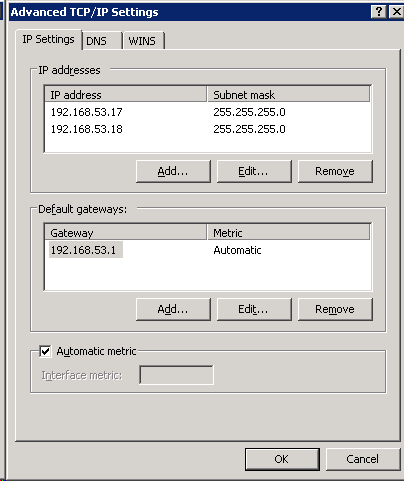 Advanced TCP/IP Settings
IP Settings DNS WINS
IP addresses
IP address Subnet mask
192.168.53.17 255.255.255.0
192.168.53.18 255.255.255.0
Add... Edit... Remove
Default gateways:
Gateway Metric
192.168.53.1 Automatic
Add... Edit... Remove
Automatic metric
Interface metric:
OK Cancel